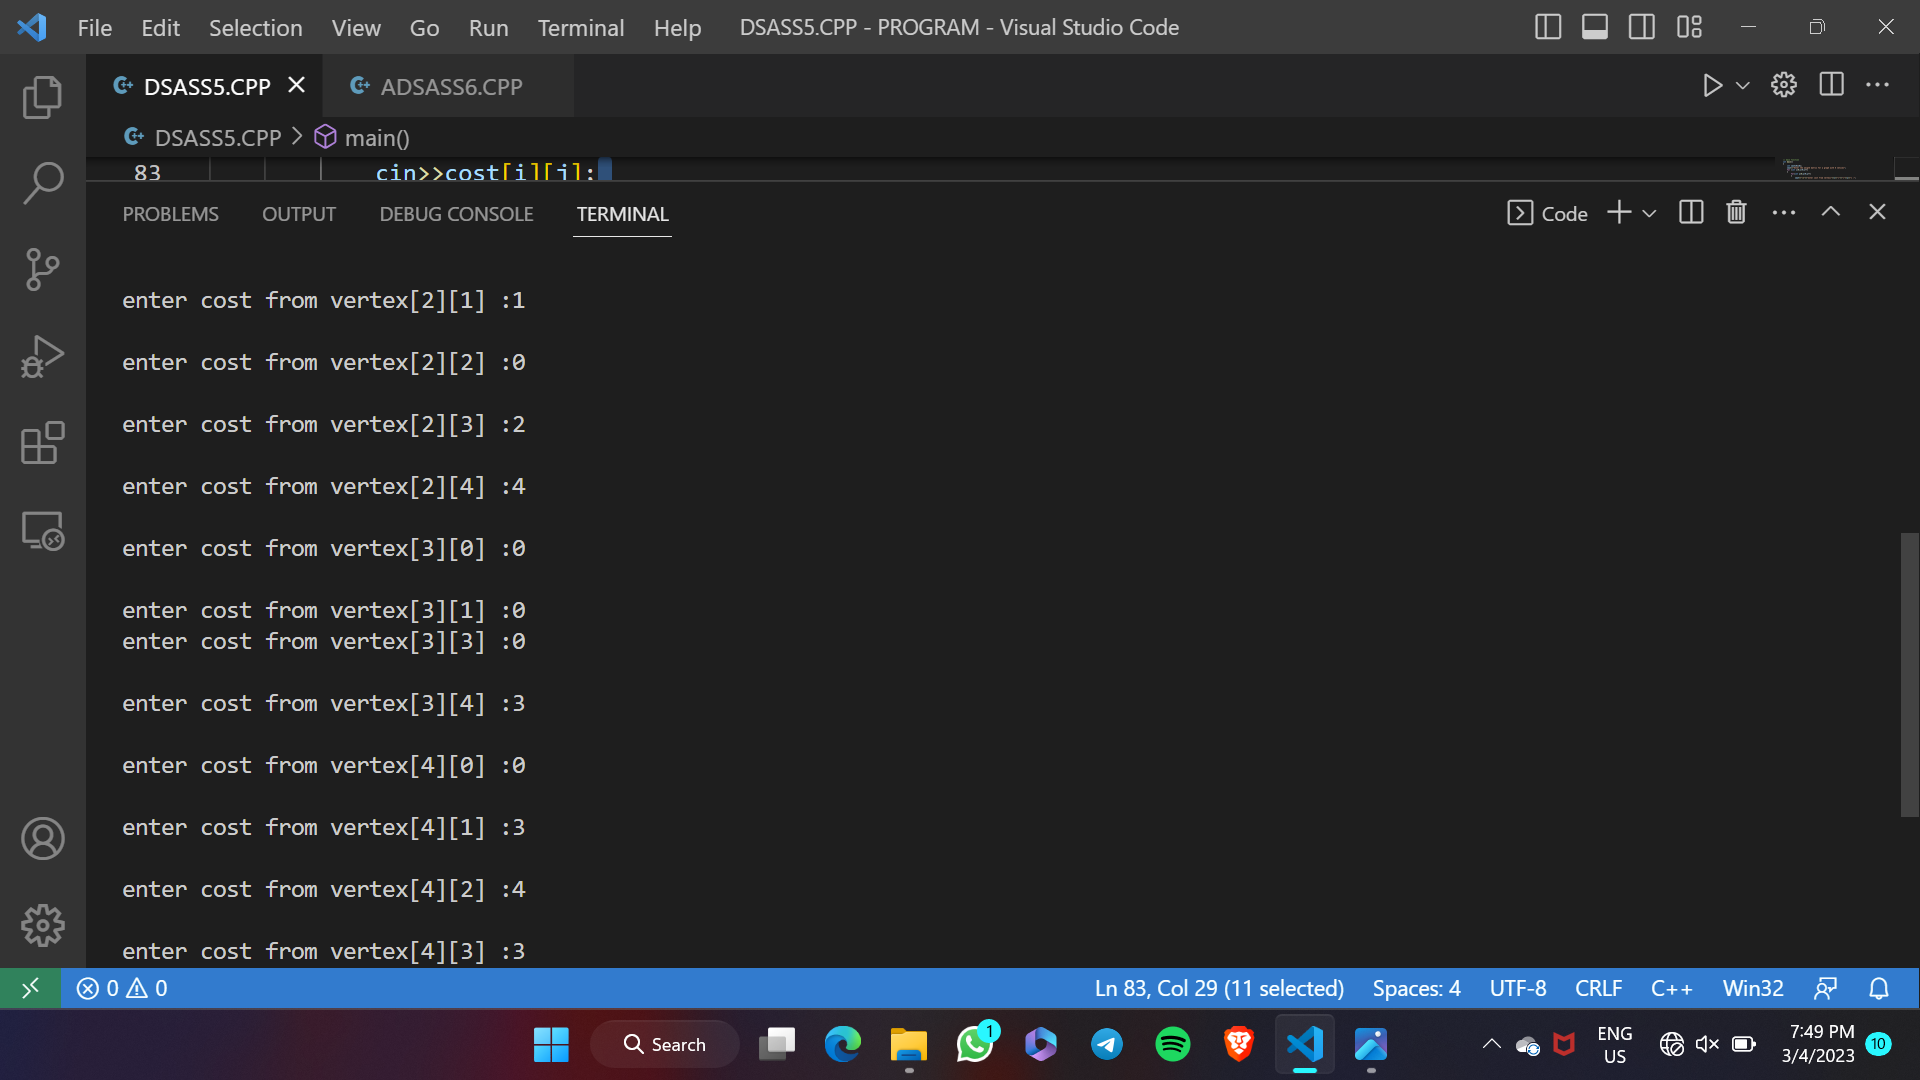 File Edit Selection View Go Run Terminal Help DSASS5.CPP - PROGRAM - Visual Studio Code
DSASS5.CPP ADSASS6.CPP
DSASS5.CPP > main()
83 cin>>cost[i][j];
PROBLEMS OUTPUT DEBUG CONSOLE TERMINAL Code
enter cost from vertex[2][1] :1
enter cost from vertex[2][2] :0
enter cost from vertex[2][3] :2
enter cost from vertex[2][4] :4
enter cost from vertex[3][0] :0
enter cost from vertex[3][1] :0
enter cost from vertex[3][3] :0
enter cost from vertex[3][4] :3
enter cost from vertex[4][0] :0
enter cost from vertex[4][1] :3
enter cost from vertex[4][2] :4
enter cost from vertex[4][3] :3
0 0 Ln 83, Col 29 (11 selected) Spaces: 4 UTF-8 CRLF C++ Win32
Search 1 ENG 7:49 PM 10
US 3/4/2023